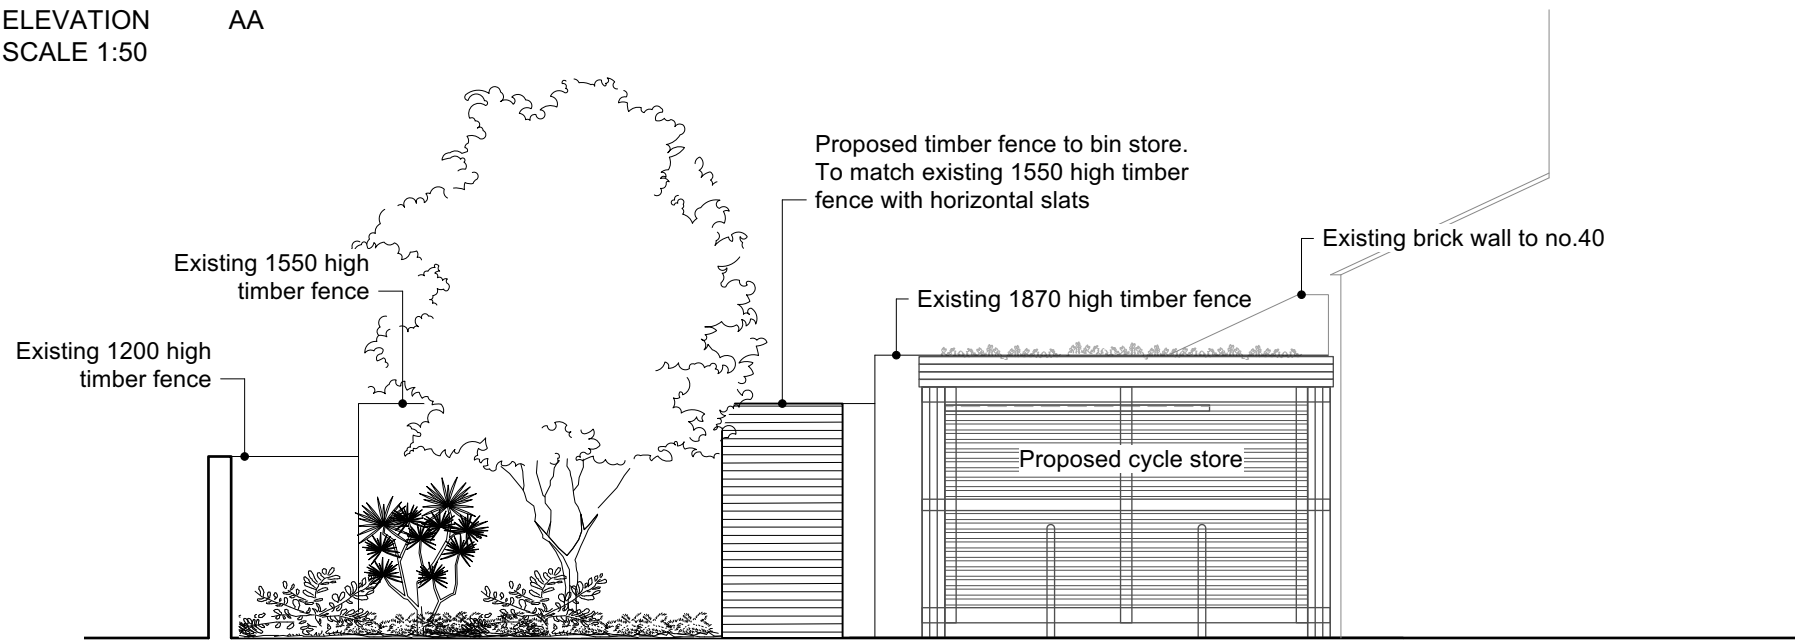 ELEVATION AA
SCALE 1:50
Proposed timber fence to bin store.
To match existing 1550 high timber
fence with horizontal slats
Existing brick wall to no.40
Existing 1550 high
timber fence
Existing 1870 high timber fence
Existing 1200 high
timber fence
Proposed cycle store